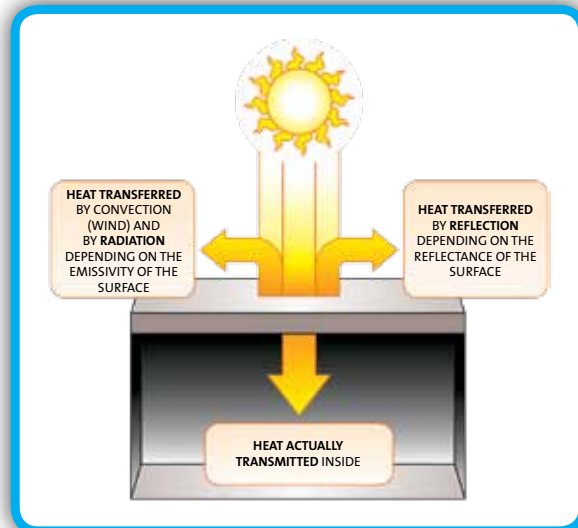 HEAT TRANSFERRED
BY CONVECTION
(WIND) AND
BY RADIATION
DEPENDING ON THE
EMISSIVITY OF THE
SURFACE
HEAT TRANSFERRED
BY REFLECTION
DEPENDING ON THE
REFLECTANCE OF THE
SURFACE
HEAT ACTUALLY
TRANSMITTED INSIDE